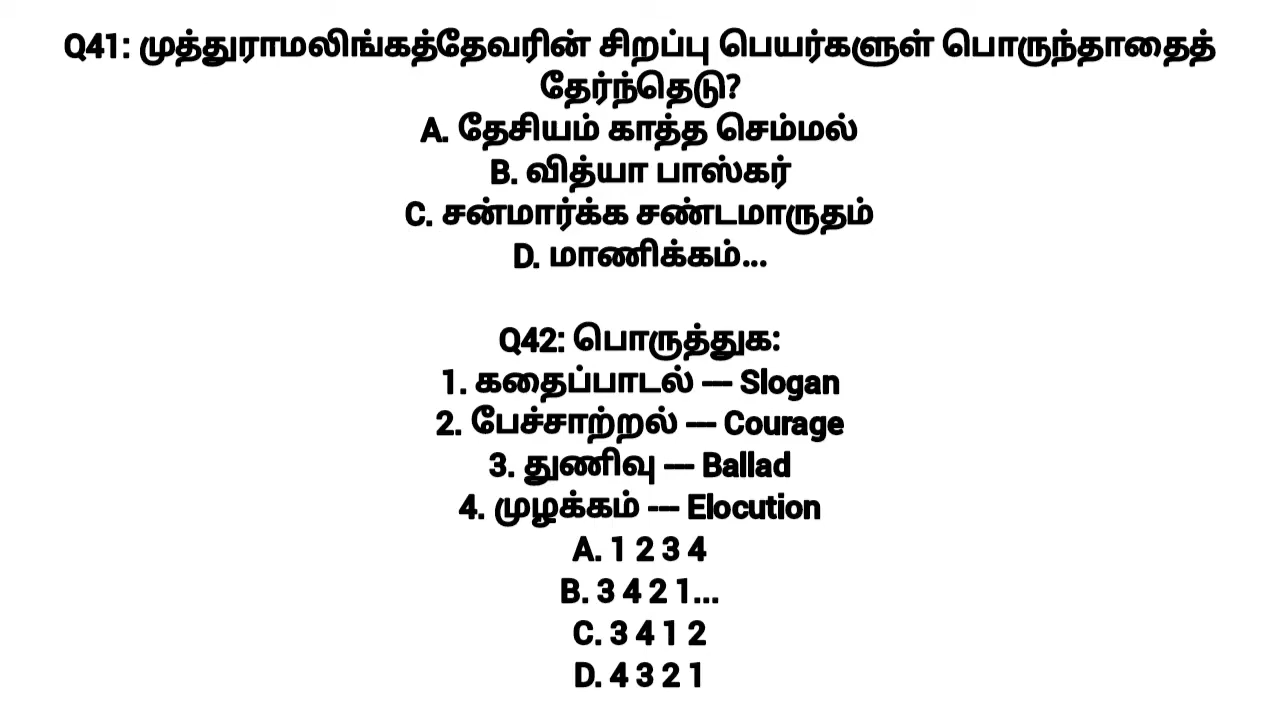 Q41: முத்துராமலிங்கத்தேவரின் சிறப்பு பெயர்களுள் பொருந்தாதைத்
தேர்ந்தெடு?
A. தேசியம் காத்த செம்மல்
B. வித்யா பாஸ்கர்
C. சன்மார்க்க சண்டமாருதம்
D. மாணிக்கம்...
Q42: பொருத்துக:
1. கதைப்பாடல் --- Slogan
2. பேச்சாற்றல் --- Courage
3. துணிவு --- Ballad
4. முழக்கம் --- Elocution
A. 1 2 3 4
B. 3 4 2 1...
C. 3 4 1 2
D. 4 3 2 1